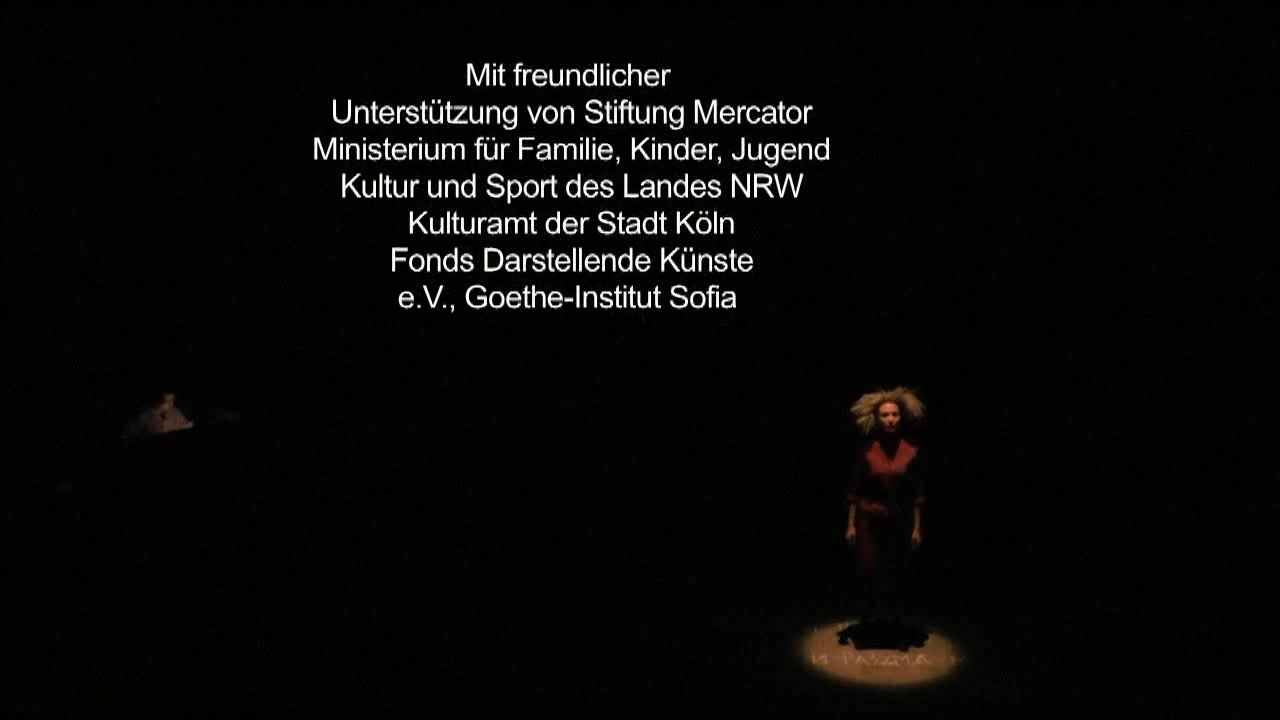 Mit freundlicher
Unterstützung von Stiftung Mercator
Ministerium für Familie, Kinder, Jugend
Kultur und Sport des Landes NRW
Kulturamt der Stadt Köln
Fonds Darstellende Künste
e.V., Goethe-Institut Sofia